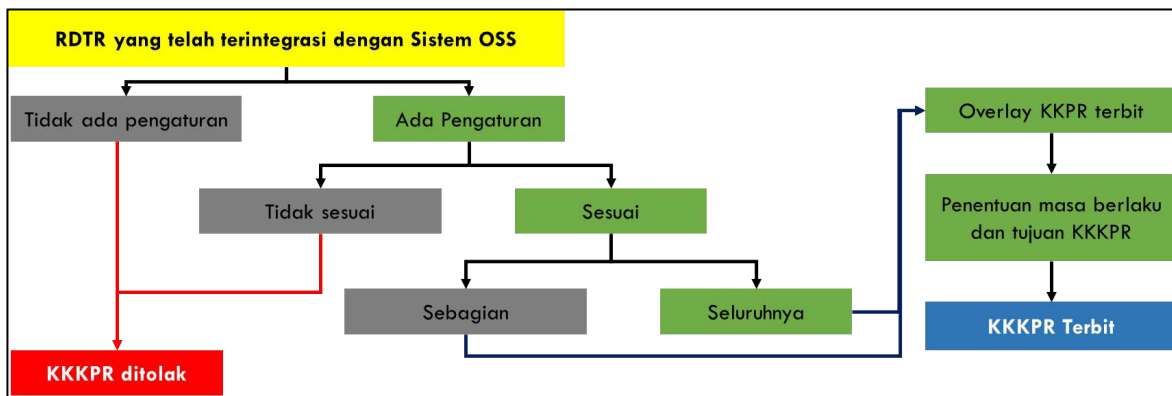 RDTR yang telah terintegrasi dengan Sistem OSS
Tidak ada pengaturan
Ada Pengaturan
Overlay KKPR terbit
Tidak sesuai
Sesuai
Penentuan masa berlaku
dan tujuan KKKPR
Sebagian
Seluruhnya
KKKPR Terbit
KKKPR ditolak